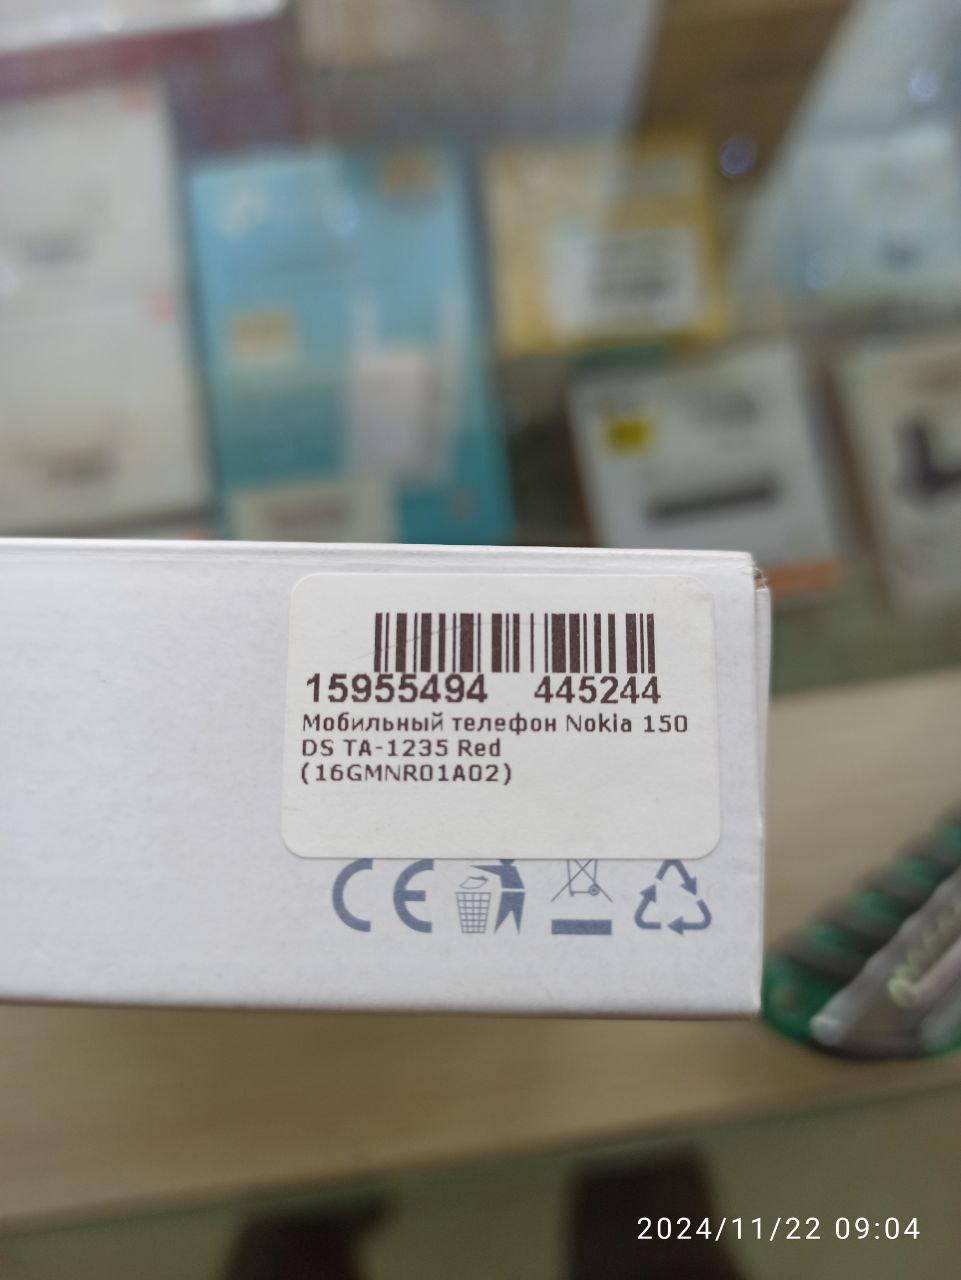 15955494 445244
Мобильный телефон Nokia 150
DS TA-1235 Red
(16GMNR01A02)
CE
2024/11/22 09:04